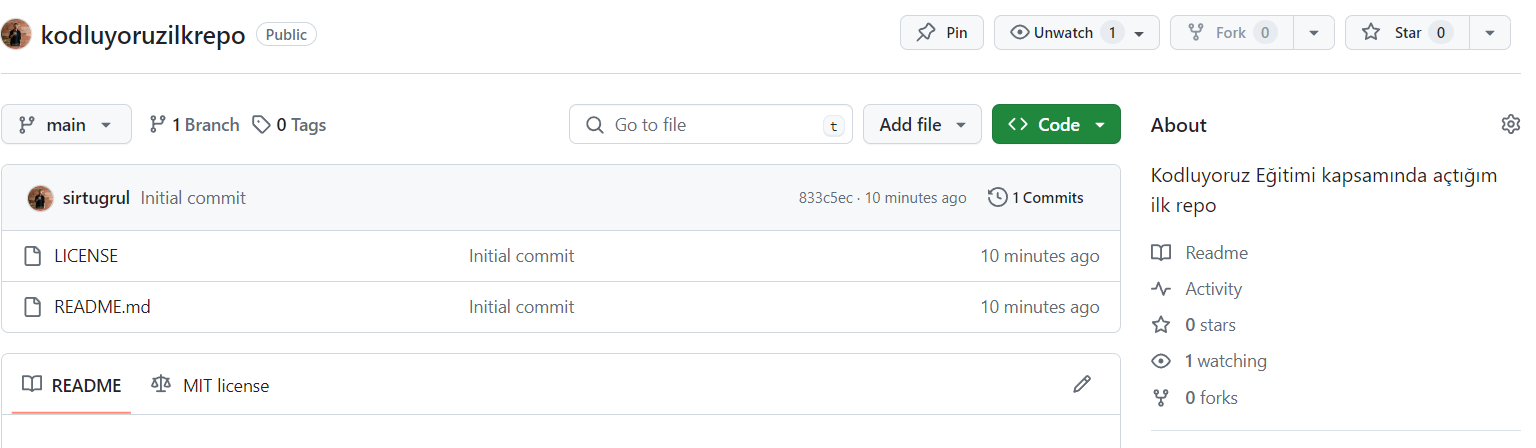 kodluyoruzilkrepo Public Pin Unwatch 1 Fork 0 Star 0
main 1 Branch 0 Tags Go to file t Add file Code
sirtugrul Initial commit 833c5ec · 10 minutes ago 1 Commits
LICENSE Initial commit 10 minutes ago
README.md Initial commit 10 minutes ago
README MIT license
About
Kodluyoruz Eğitimi kapsamında açtığım
ilk repo
Readme
Activity
0 stars
1 watching
0 forks